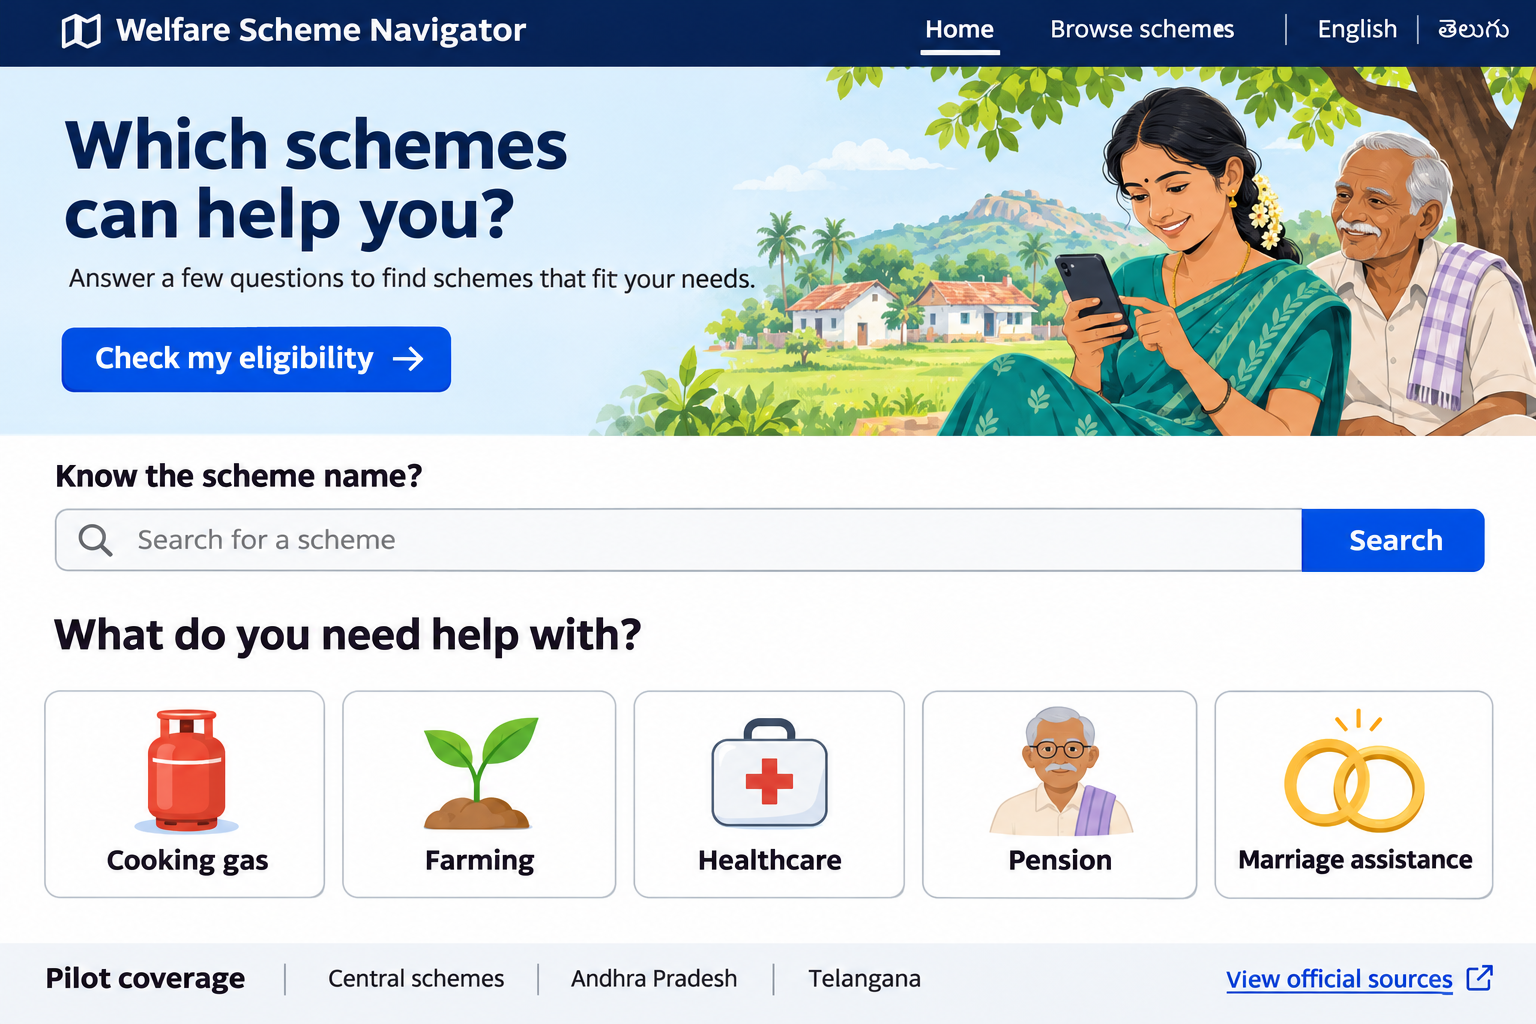 Welfare Scheme Navigator
Home
Browse schemes
English
తెలుగు
Which schemes
can help you?
Answer a few questions to find schemes that fit your needs.
Check my eligibility →
Know the scheme name?
Search for a scheme
Search
What do you need help with?
Cooking gas
Farming
Healthcare
Pension
Marriage assistance
Pilot coverage
Central schemes
Andhra Pradesh
Telangana
View official sources